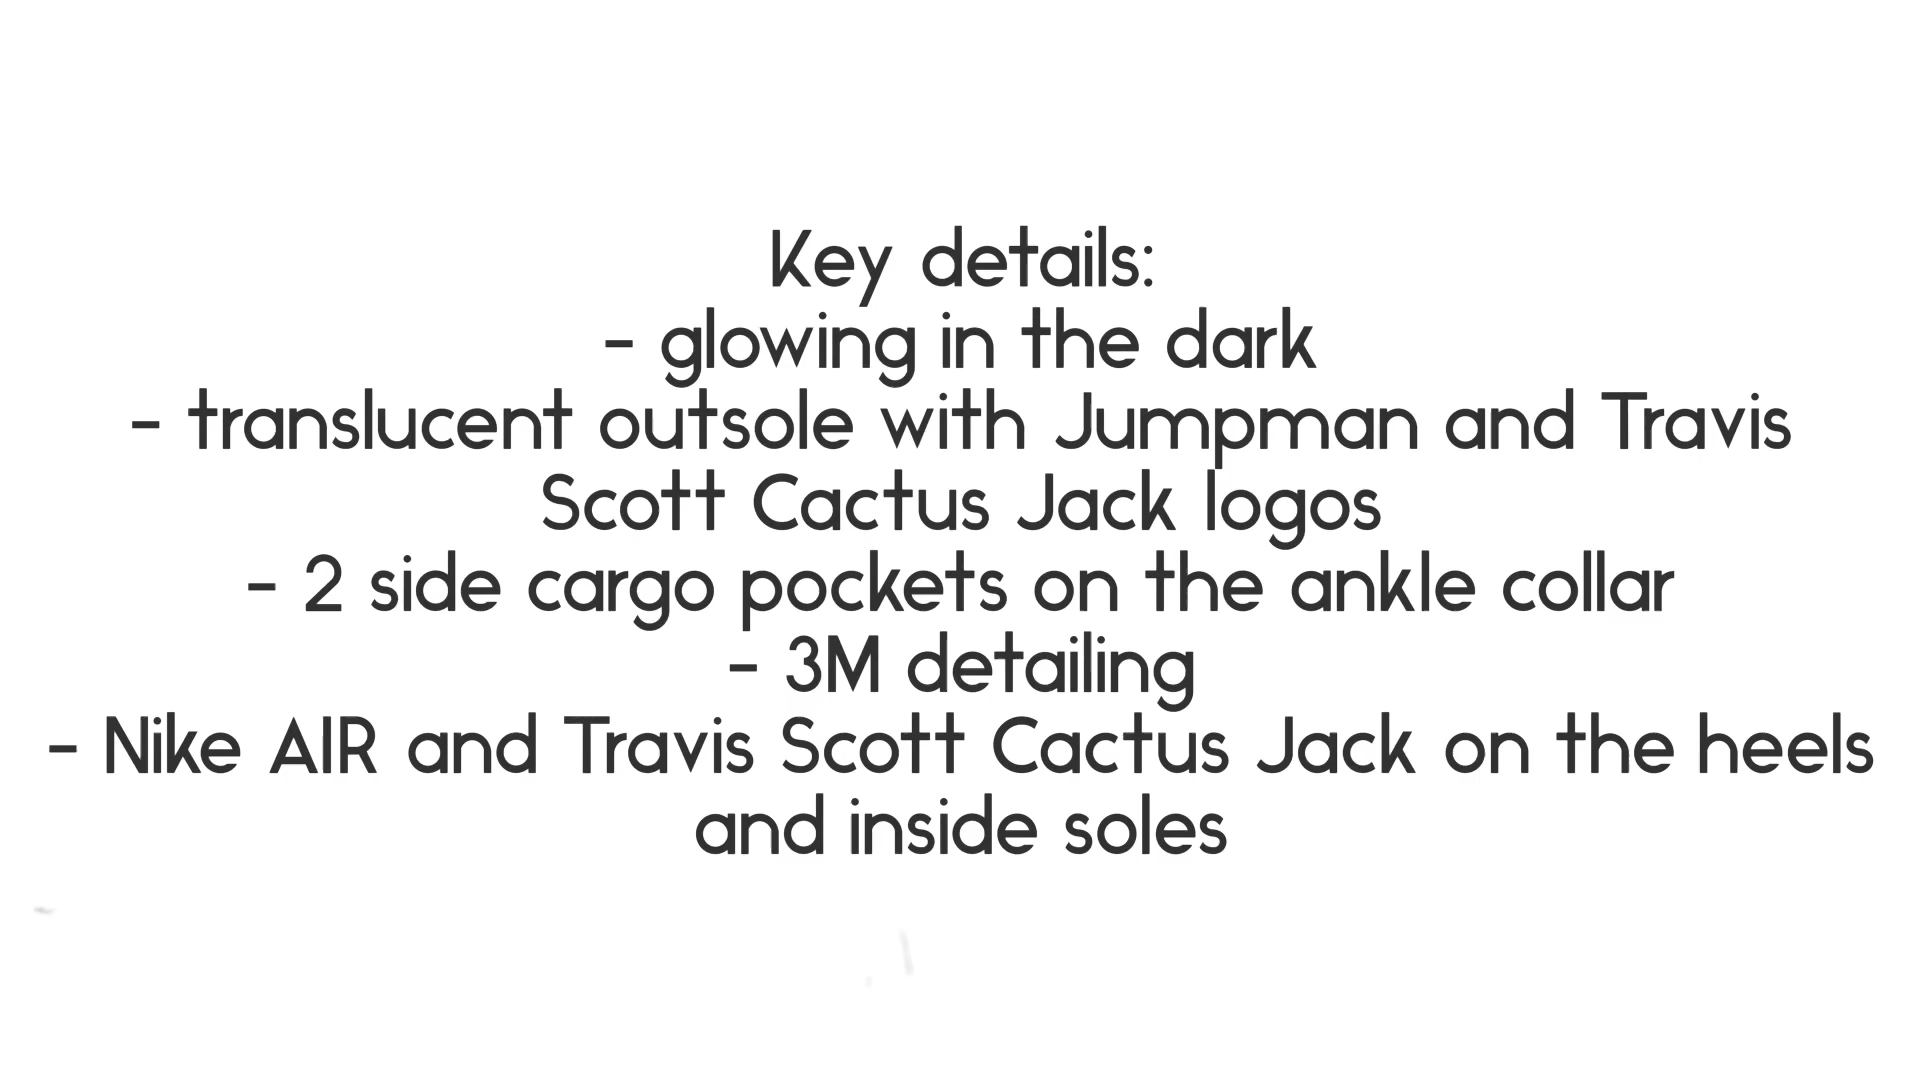 Key details:
- glowing in the dark
- translucent outsole with Jumpman and Travis
Scott Cactus Jack logos
- 2 side cargo pockets on the ankle collar
- 3M detailing
- Nike AIR and Travis Scott Cactus Jack on the heels
and inside soles